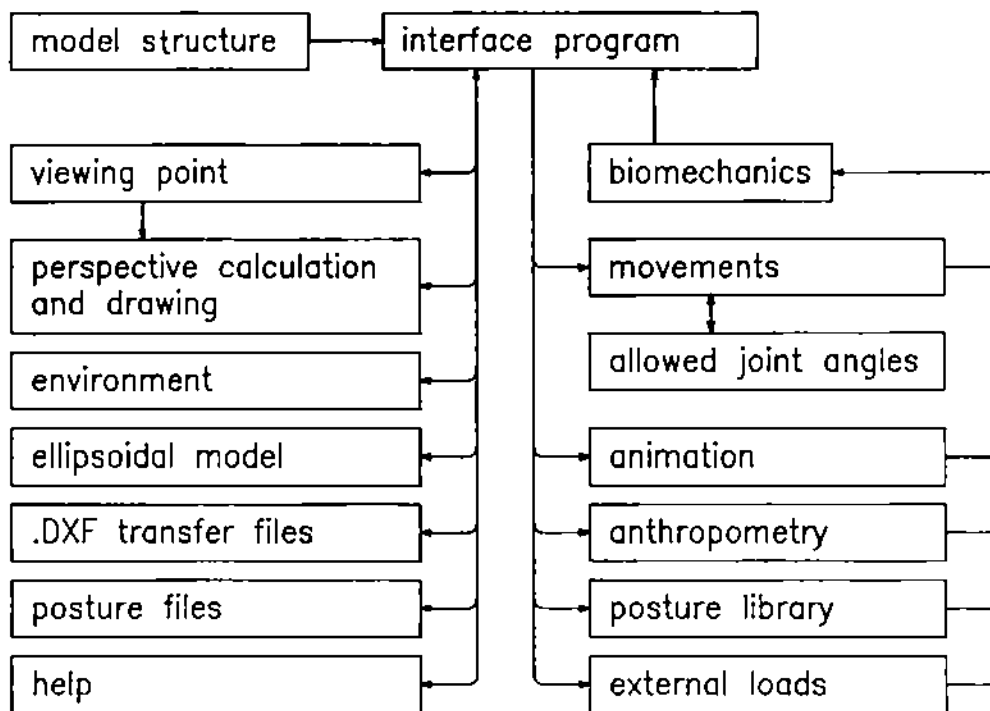 model structure
interface program
viewing point
biomechanics
perspective calculation
and drawing
movements
environment
allowed joint angles
ellipsoidal model
animation
.DXF transfer files
anthropometry
posture files
posture library
help
external loads